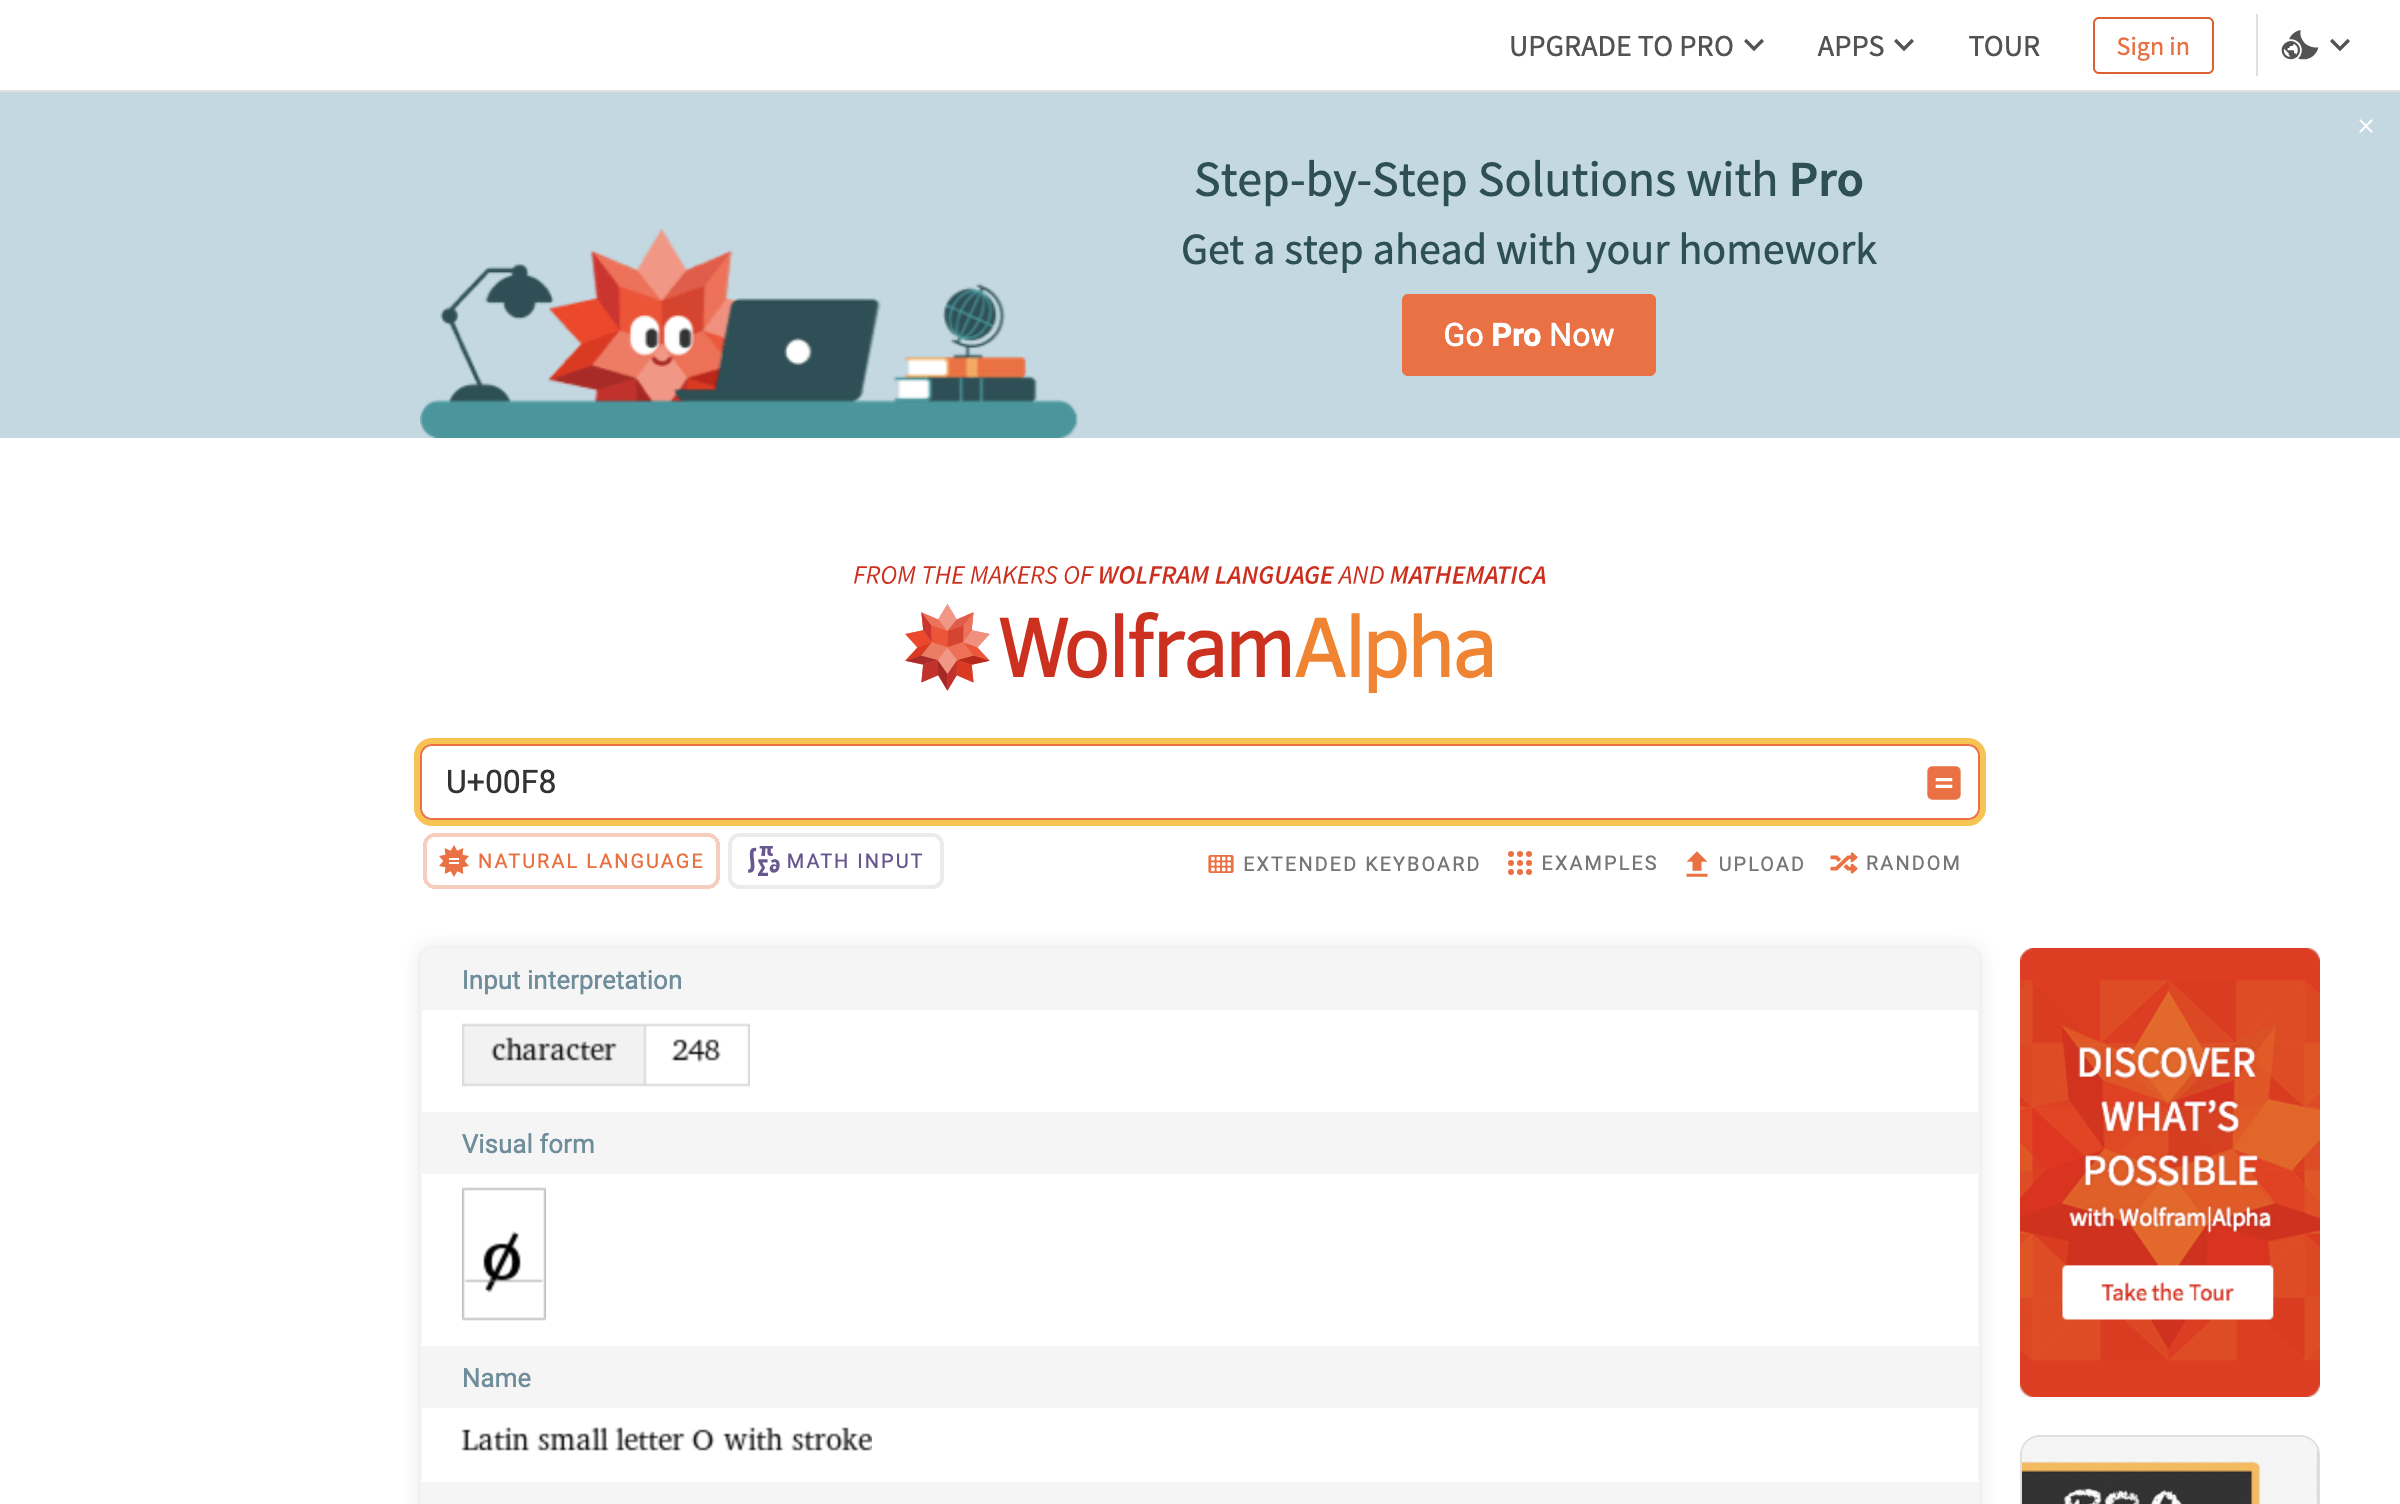 UPGRADE TO PRO
APPS
TOUR
Sign in
Step-by-Step Solutions with Pro
Get a step ahead with your homework
Go Pro Now
FROM THE MAKERS OF WOLFRAM LANGUAGE AND MATHEMATICA
WolframAlpha
U+00F8
NATURAL LANGUAGE
MATH INPUT
EXTENDED KEYBOARD
EXAMPLES
UPLOAD
RANDOM
Input interpretation
character 248
Visual form
ø
Name
Latin small letter O with stroke
DISCOVER
WHAT'S
POSSIBLE
with Wolfram|Alpha
Take the Tour